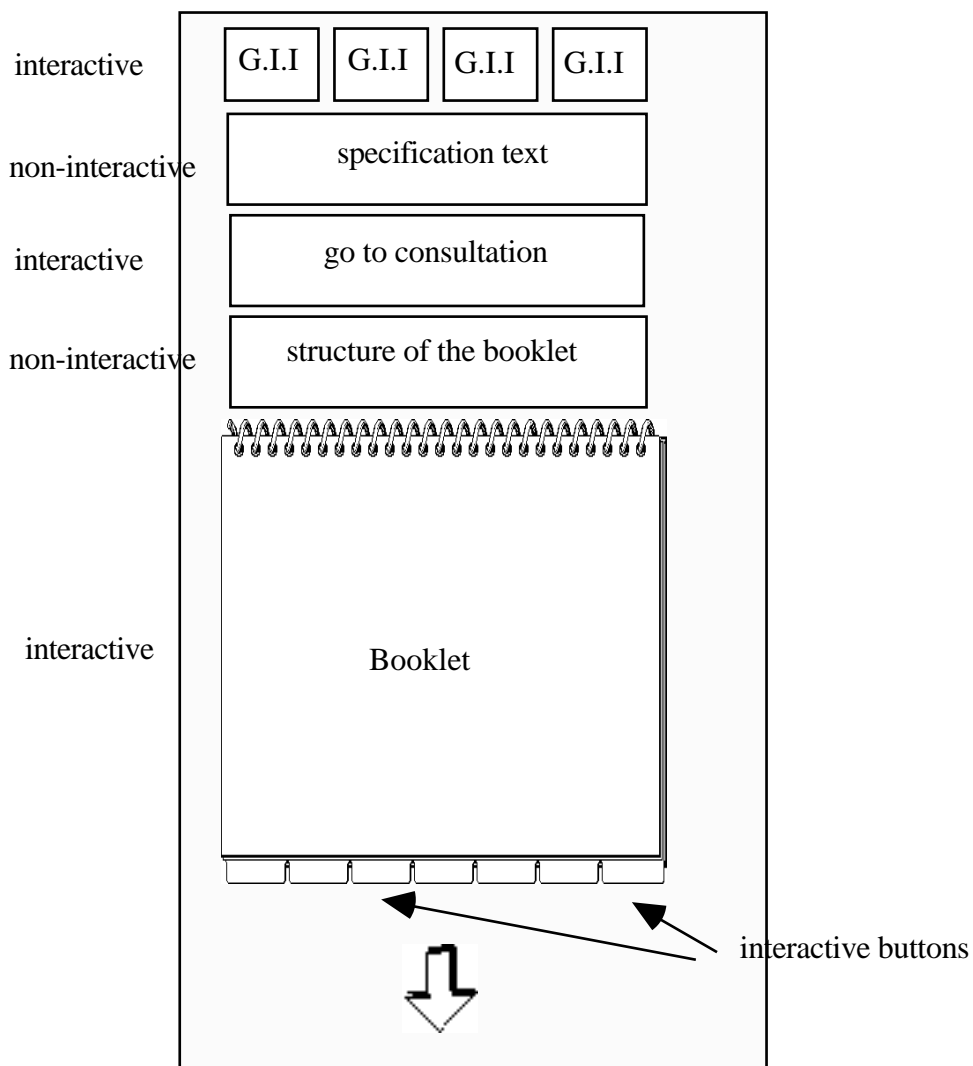 interactive G.I.I G.I.I G.I.I G.I.I
non-interactive specification text
interactive go to consultation
non-interactive structure of the booklet
interactive Booklet
interactive buttons